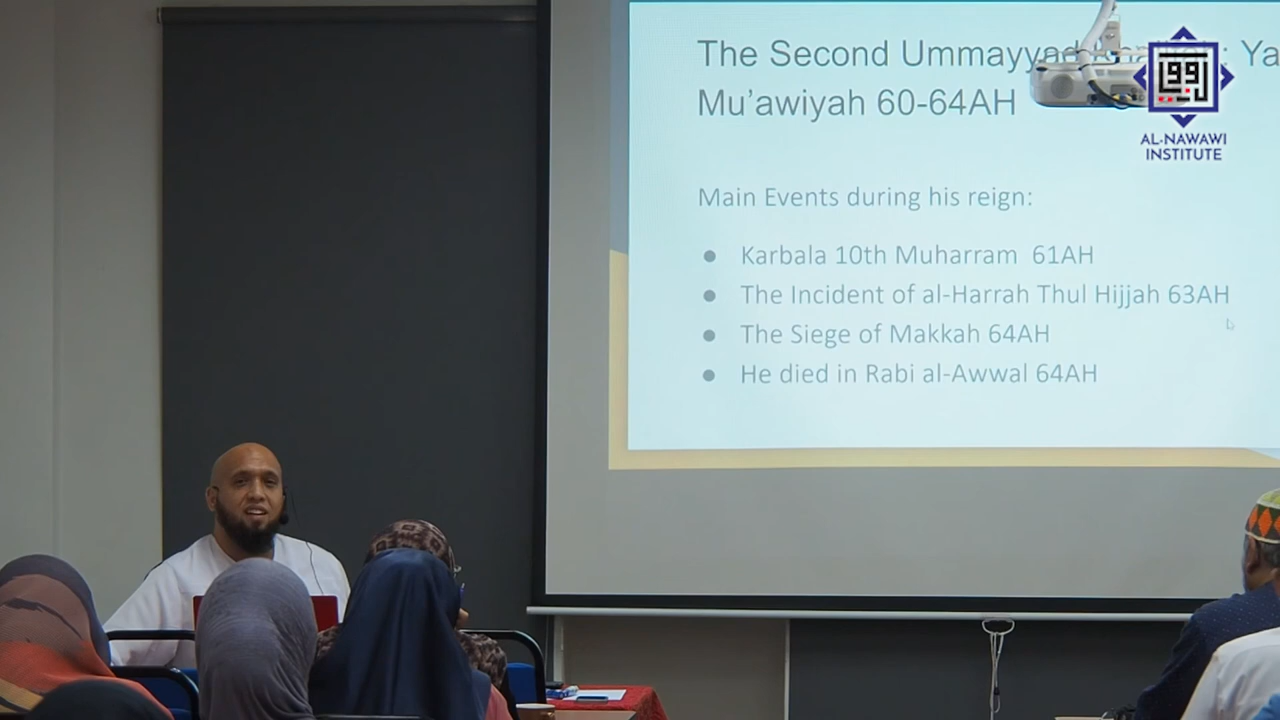 The Second Ummayyad : Ya
Mu’awiyah 60-64AH
AL-NAWAWI
INSTITUTE
Main Events during his reign:
● Karbala 10th Muharram 61AH
● The Incident of al-Harrah Thul Hijjah 63AH
● The Siege of Makkah 64AH
● He died in Rabi al-Awwal 64AH